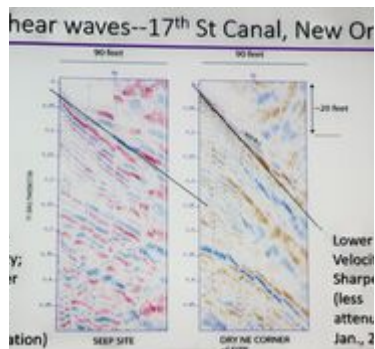 hear waves--17th St Canal, New Or
90 feet
90 feet
~20 feet
Lower
Velocit
Sharpe
(less
attenu
Jan., 2
y;
er
ation)
SEEP SITE
DRY NE CORNER